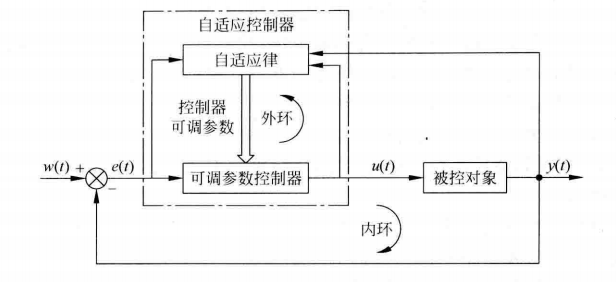 自适应控制器
自适应律
控制器
可调参数
外环
w(t) +
e(t)
−
可调参数控制器
u(t)
被控对象
y(t)
内环